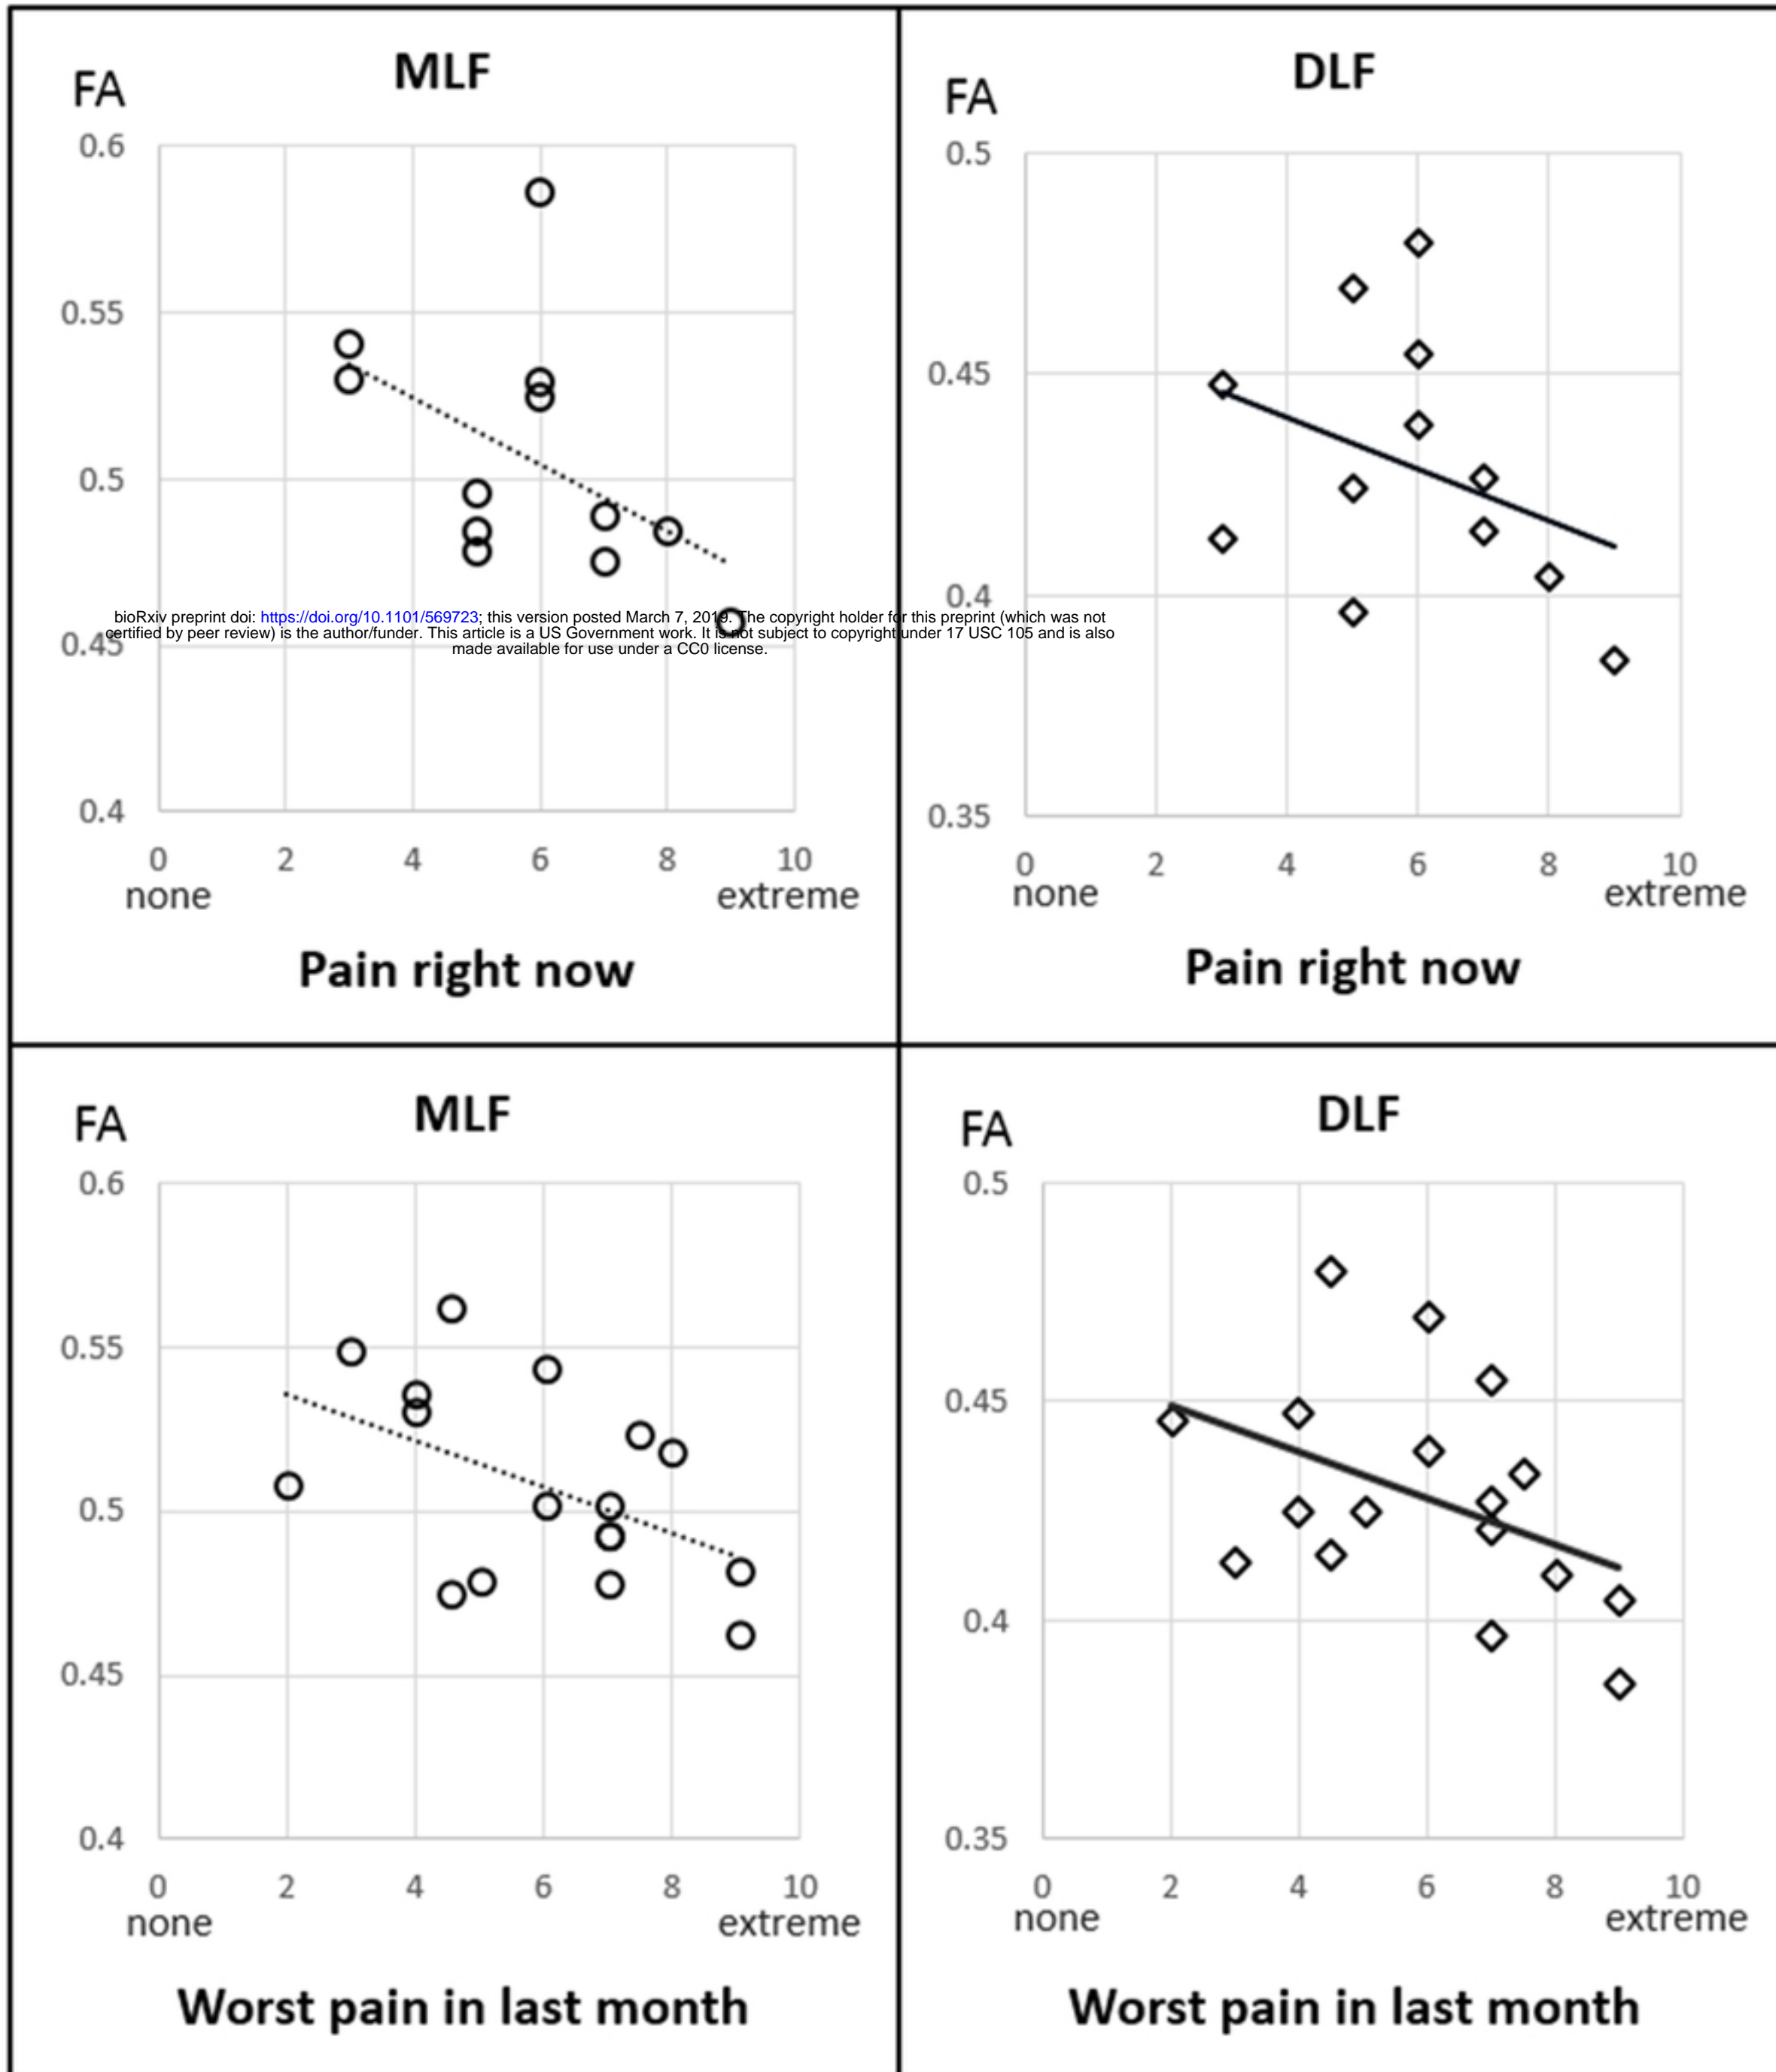 MLF
FA
0.6
0.55
0.5
0.45
0.4
0 2 4 6 8 10
none extreme
Pain right now
DLF
FA
0.5
0.45
0.4
0.35
0 2 4 6 8 10
none extreme
Pain right now
bioRxiv preprint doi: https://doi.org/10.1101/569723; this version posted March 7, 2019. The copyright holder for this preprint (which was not
certified by peer review) is the author/funder. This article is a US Government work. It is not subject to copyright under 17 USC 105 and is also
made available for use under a CC0 license.
MLF
FA
0.6
0.55
0.5
0.45
0.4
0 2 4 6 8 10
none extreme
Worst pain in last month
DLF
FA
0.5
0.45
0.4
0.35
0 2 4 6 8 10
none extreme
Worst pain in last month